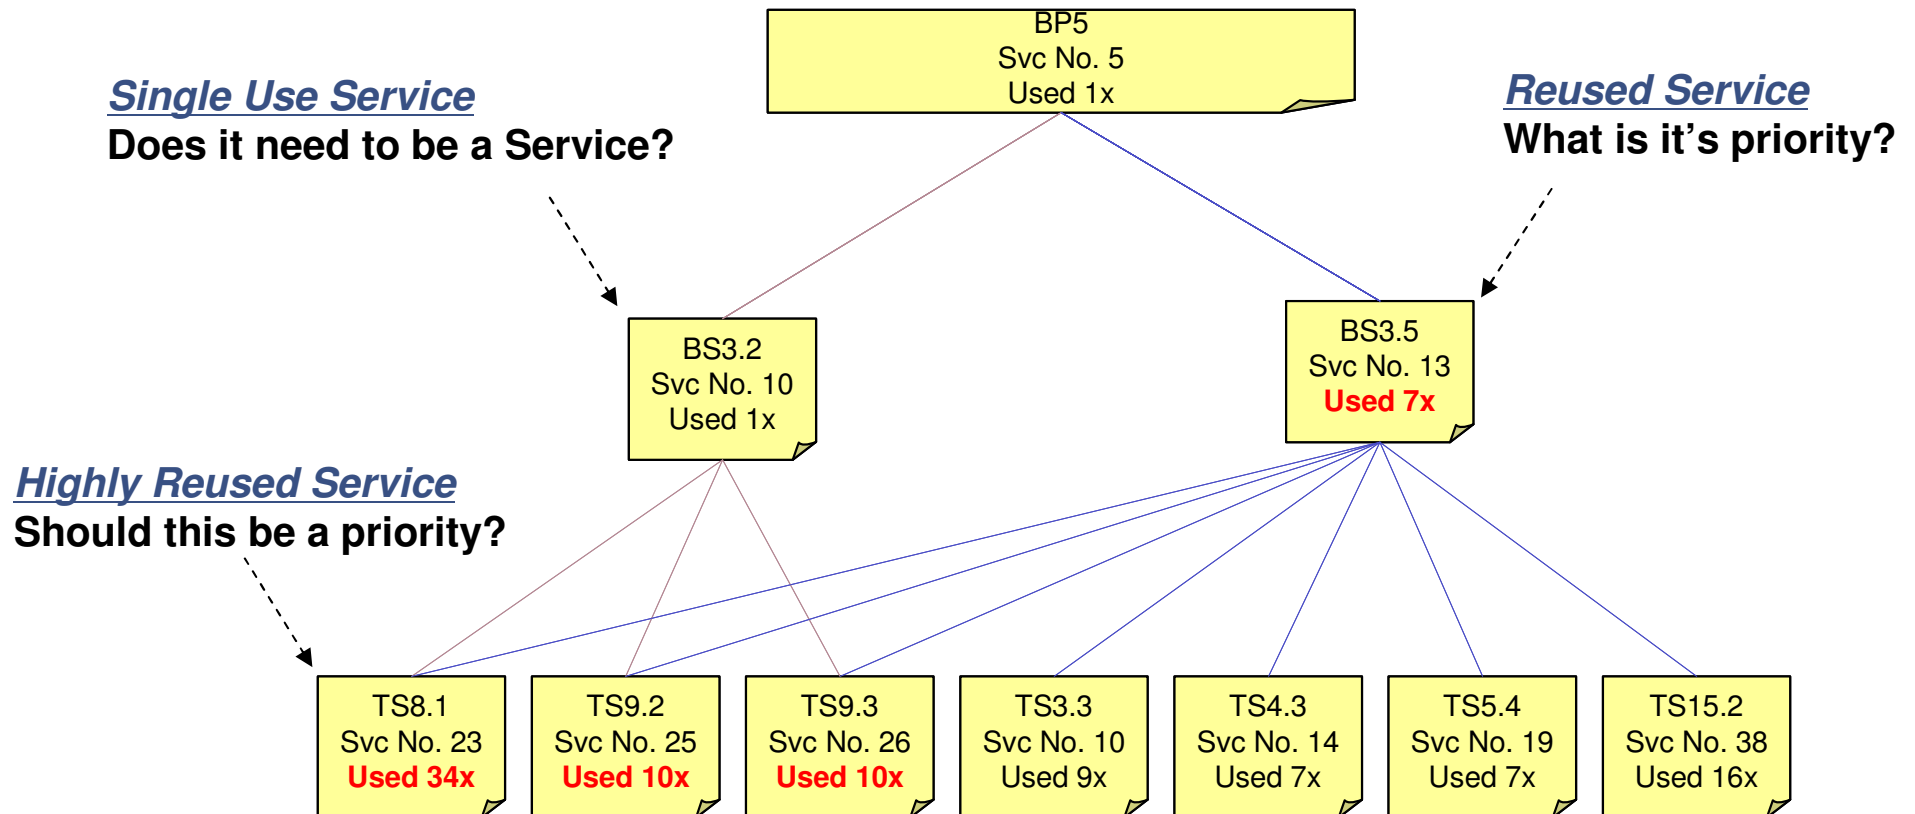 BP5
Svc No. 5
Used 1x
Single Use Service
Does it need to be a Service?
Reused Service
What is it’s priority?
BS3.2
Svc No. 10
Used 1x
BS3.5
Svc No. 13
Used 7x
Highly Reused Service
Should this be a priority?
TS8.1
Svc No. 23
Used 34x
TS9.2
Svc No. 25
Used 10x
TS9.3
Svc No. 26
Used 10x
TS3.3
Svc No. 10
Used 9x
TS4.3
Svc No. 14
Used 7x
TS5.4
Svc No. 19
Used 7x
TS15.2
Svc No. 38
Used 16x